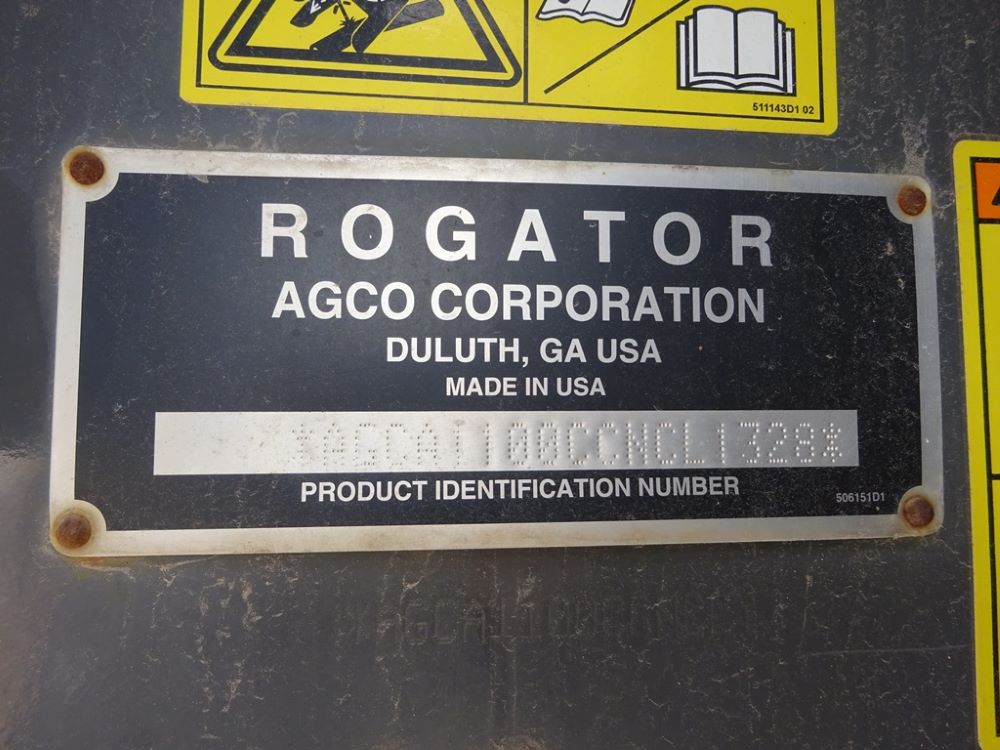 511143D1 02
ROGATOR
AGCO CORPORATION
DULUTH, GA USA
MADE IN USA
*AGCA1100CCNCL1328*
PRODUCT IDENTIFICATION NUMBER
506151D1